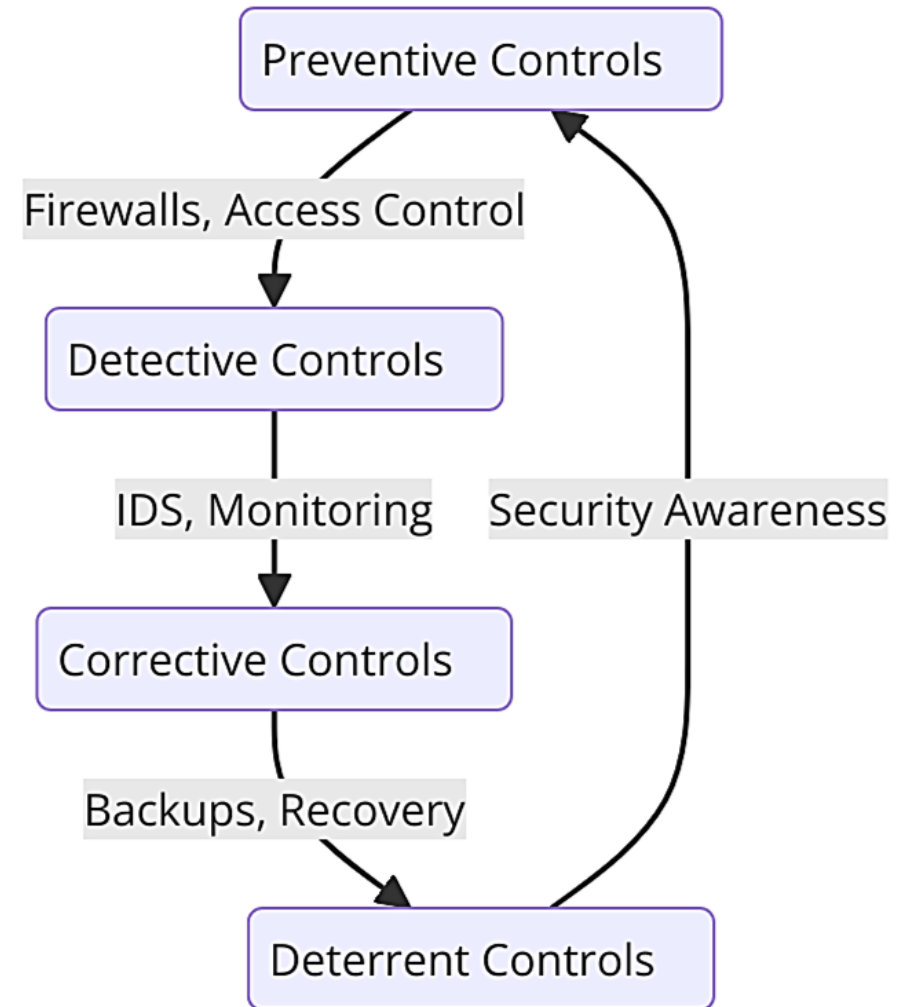 Preventive Controls
Firewalls, Access Control
Detective Controls
IDS, Monitoring
Security Awareness
Corrective Controls
Backups, Recovery
Deterrent Controls